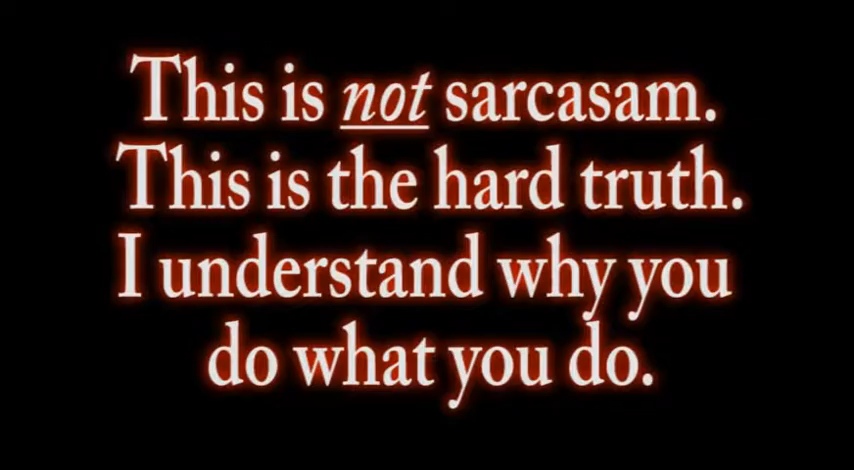 This is not sarcasam.
This is the hard truth.
I understand why you
do what you do.